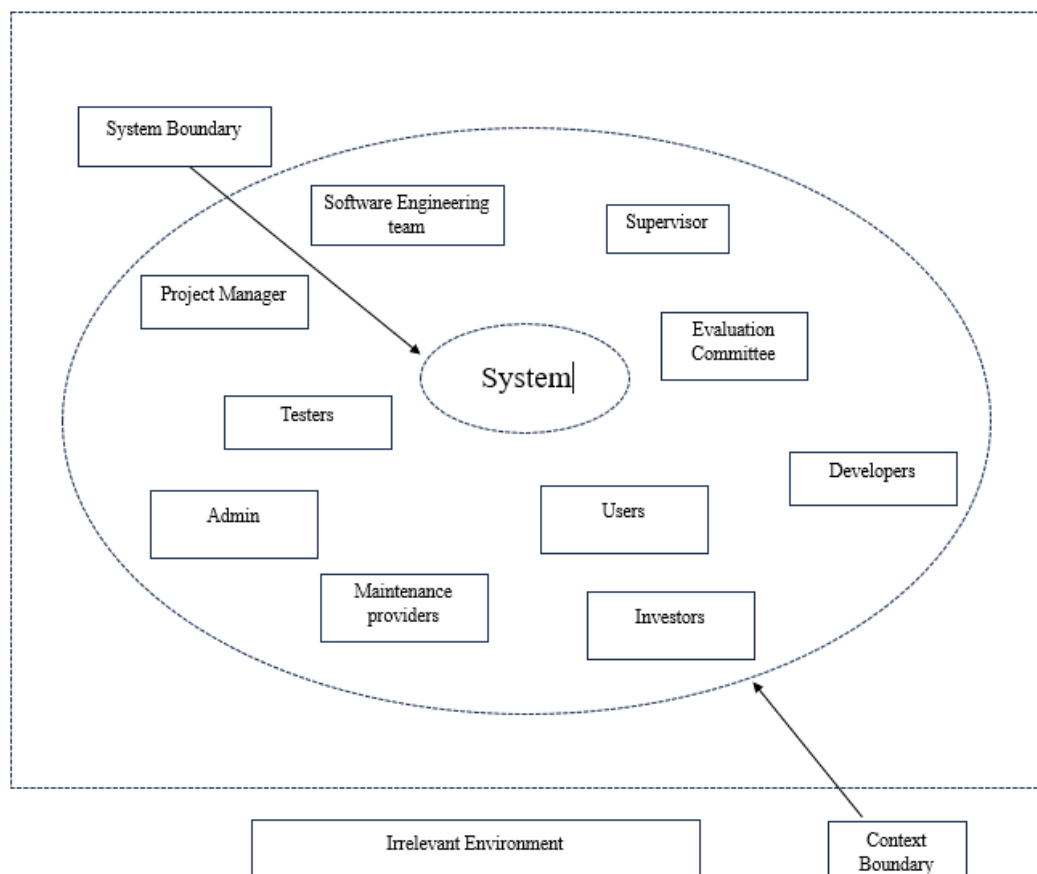 System Boundary
Software Engineering
team
Supervisor
Project Manager
Evaluation
Committee
System
Testers
Developers
Admin
Users
Maintenance
providers
Investors
Irrelevant Environment
Context
Boundary